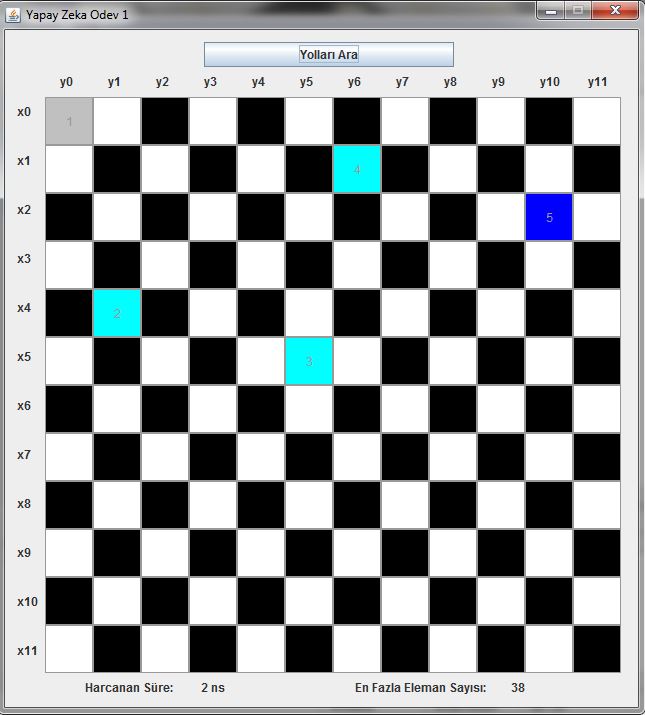 Yapay Zeka Odev 1
Yolları Ara
y0 y1 y2 y3 y4 y5 y6 y7 y8 y9 y10 y11
x0 1
x1 4
x2 5
x3
x4 2
x5 3
x6
x7
x8
x9
x10
x11
Harcanan Süre: 2 ns En Fazla Eleman Sayısı: 38